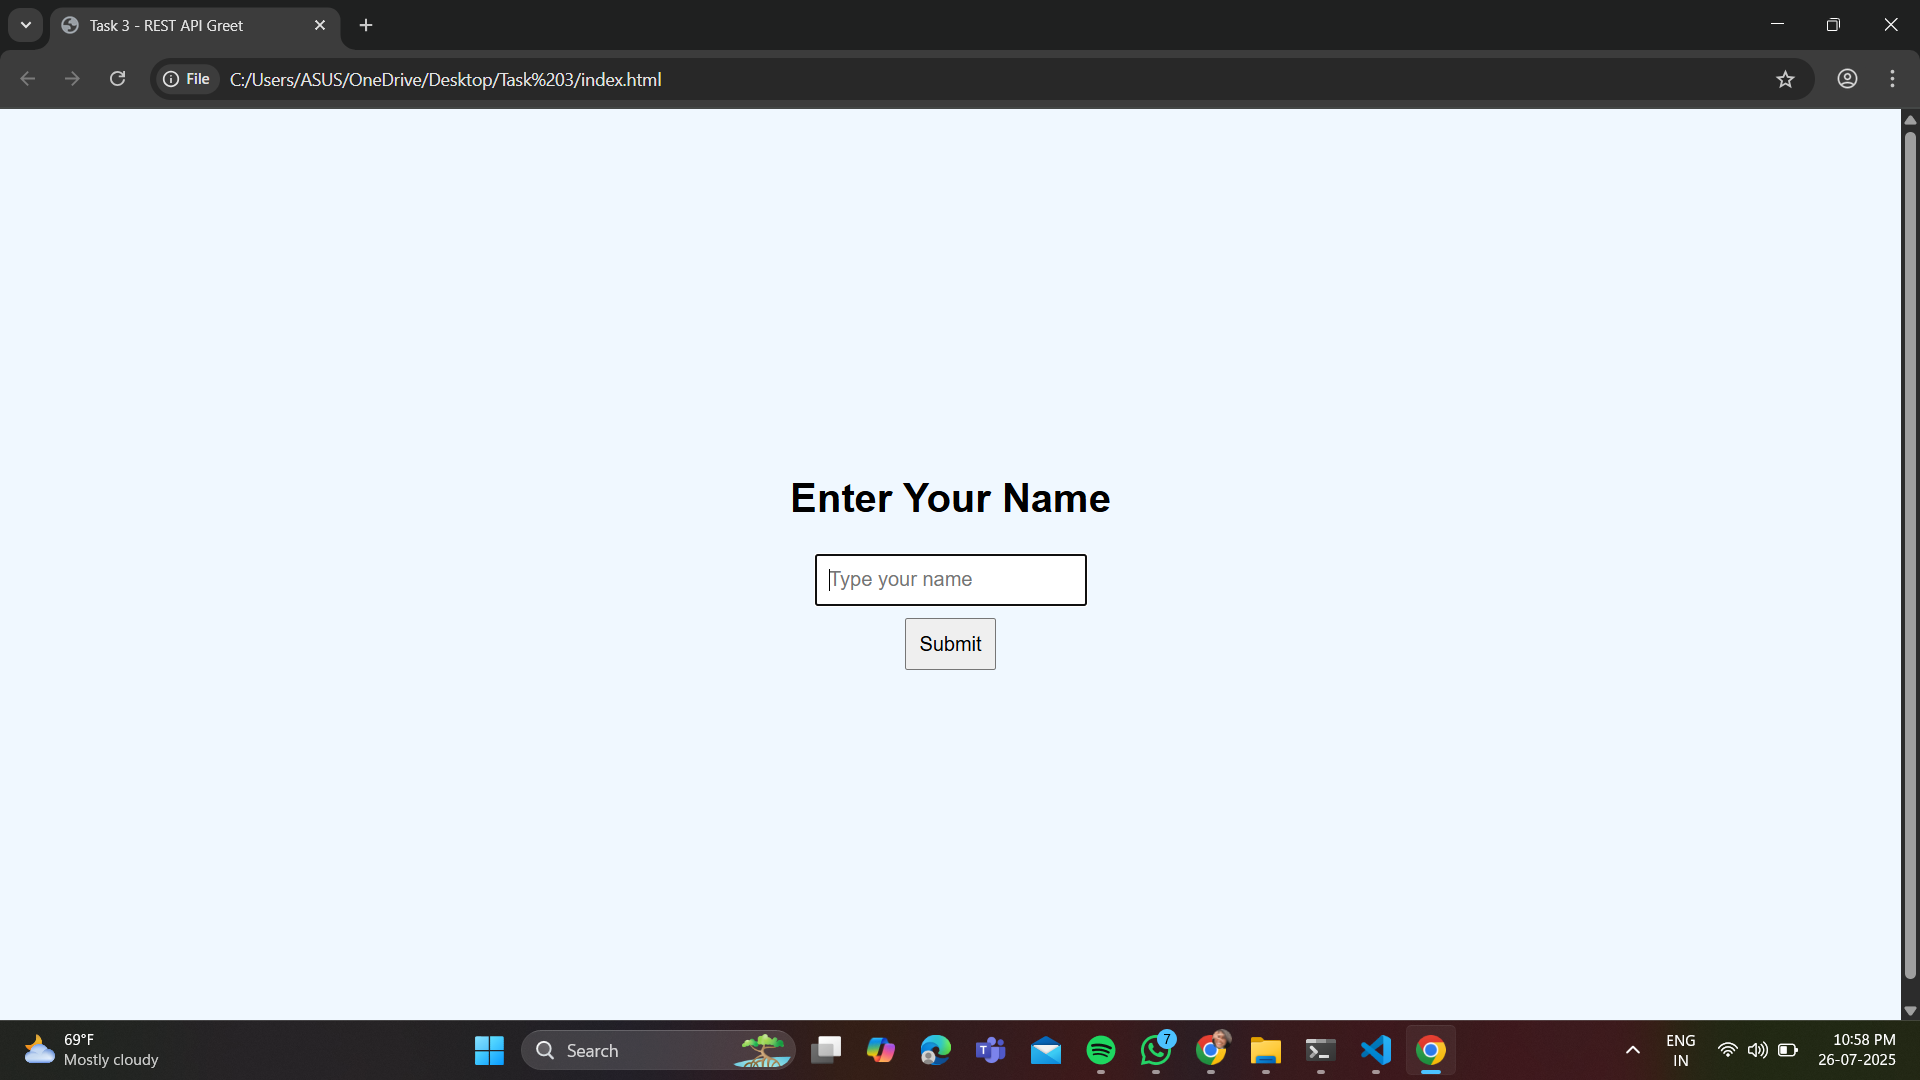 Task 3 - REST API Greet
File
C:/Users/ASUS/OneDrive/Desktop/Task%203/index.html
Enter Your Name
Type your name
Submit
69°F
Mostly cloudy
Search
T
7
ENG
IN
10:58 PM
26-07-2025